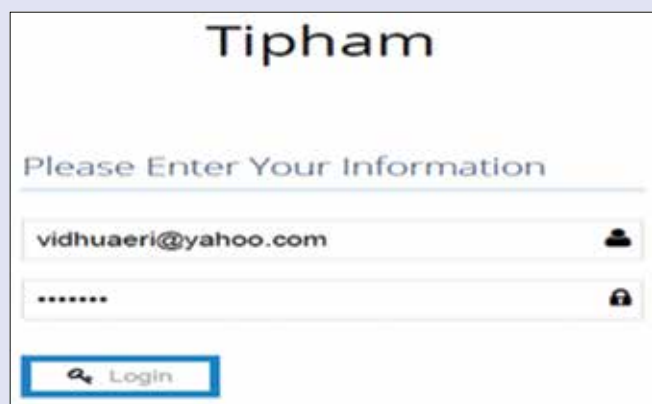 Tipham
Please Enter Your Information
vidhuaeri@yahoo.com
•••••••
Login